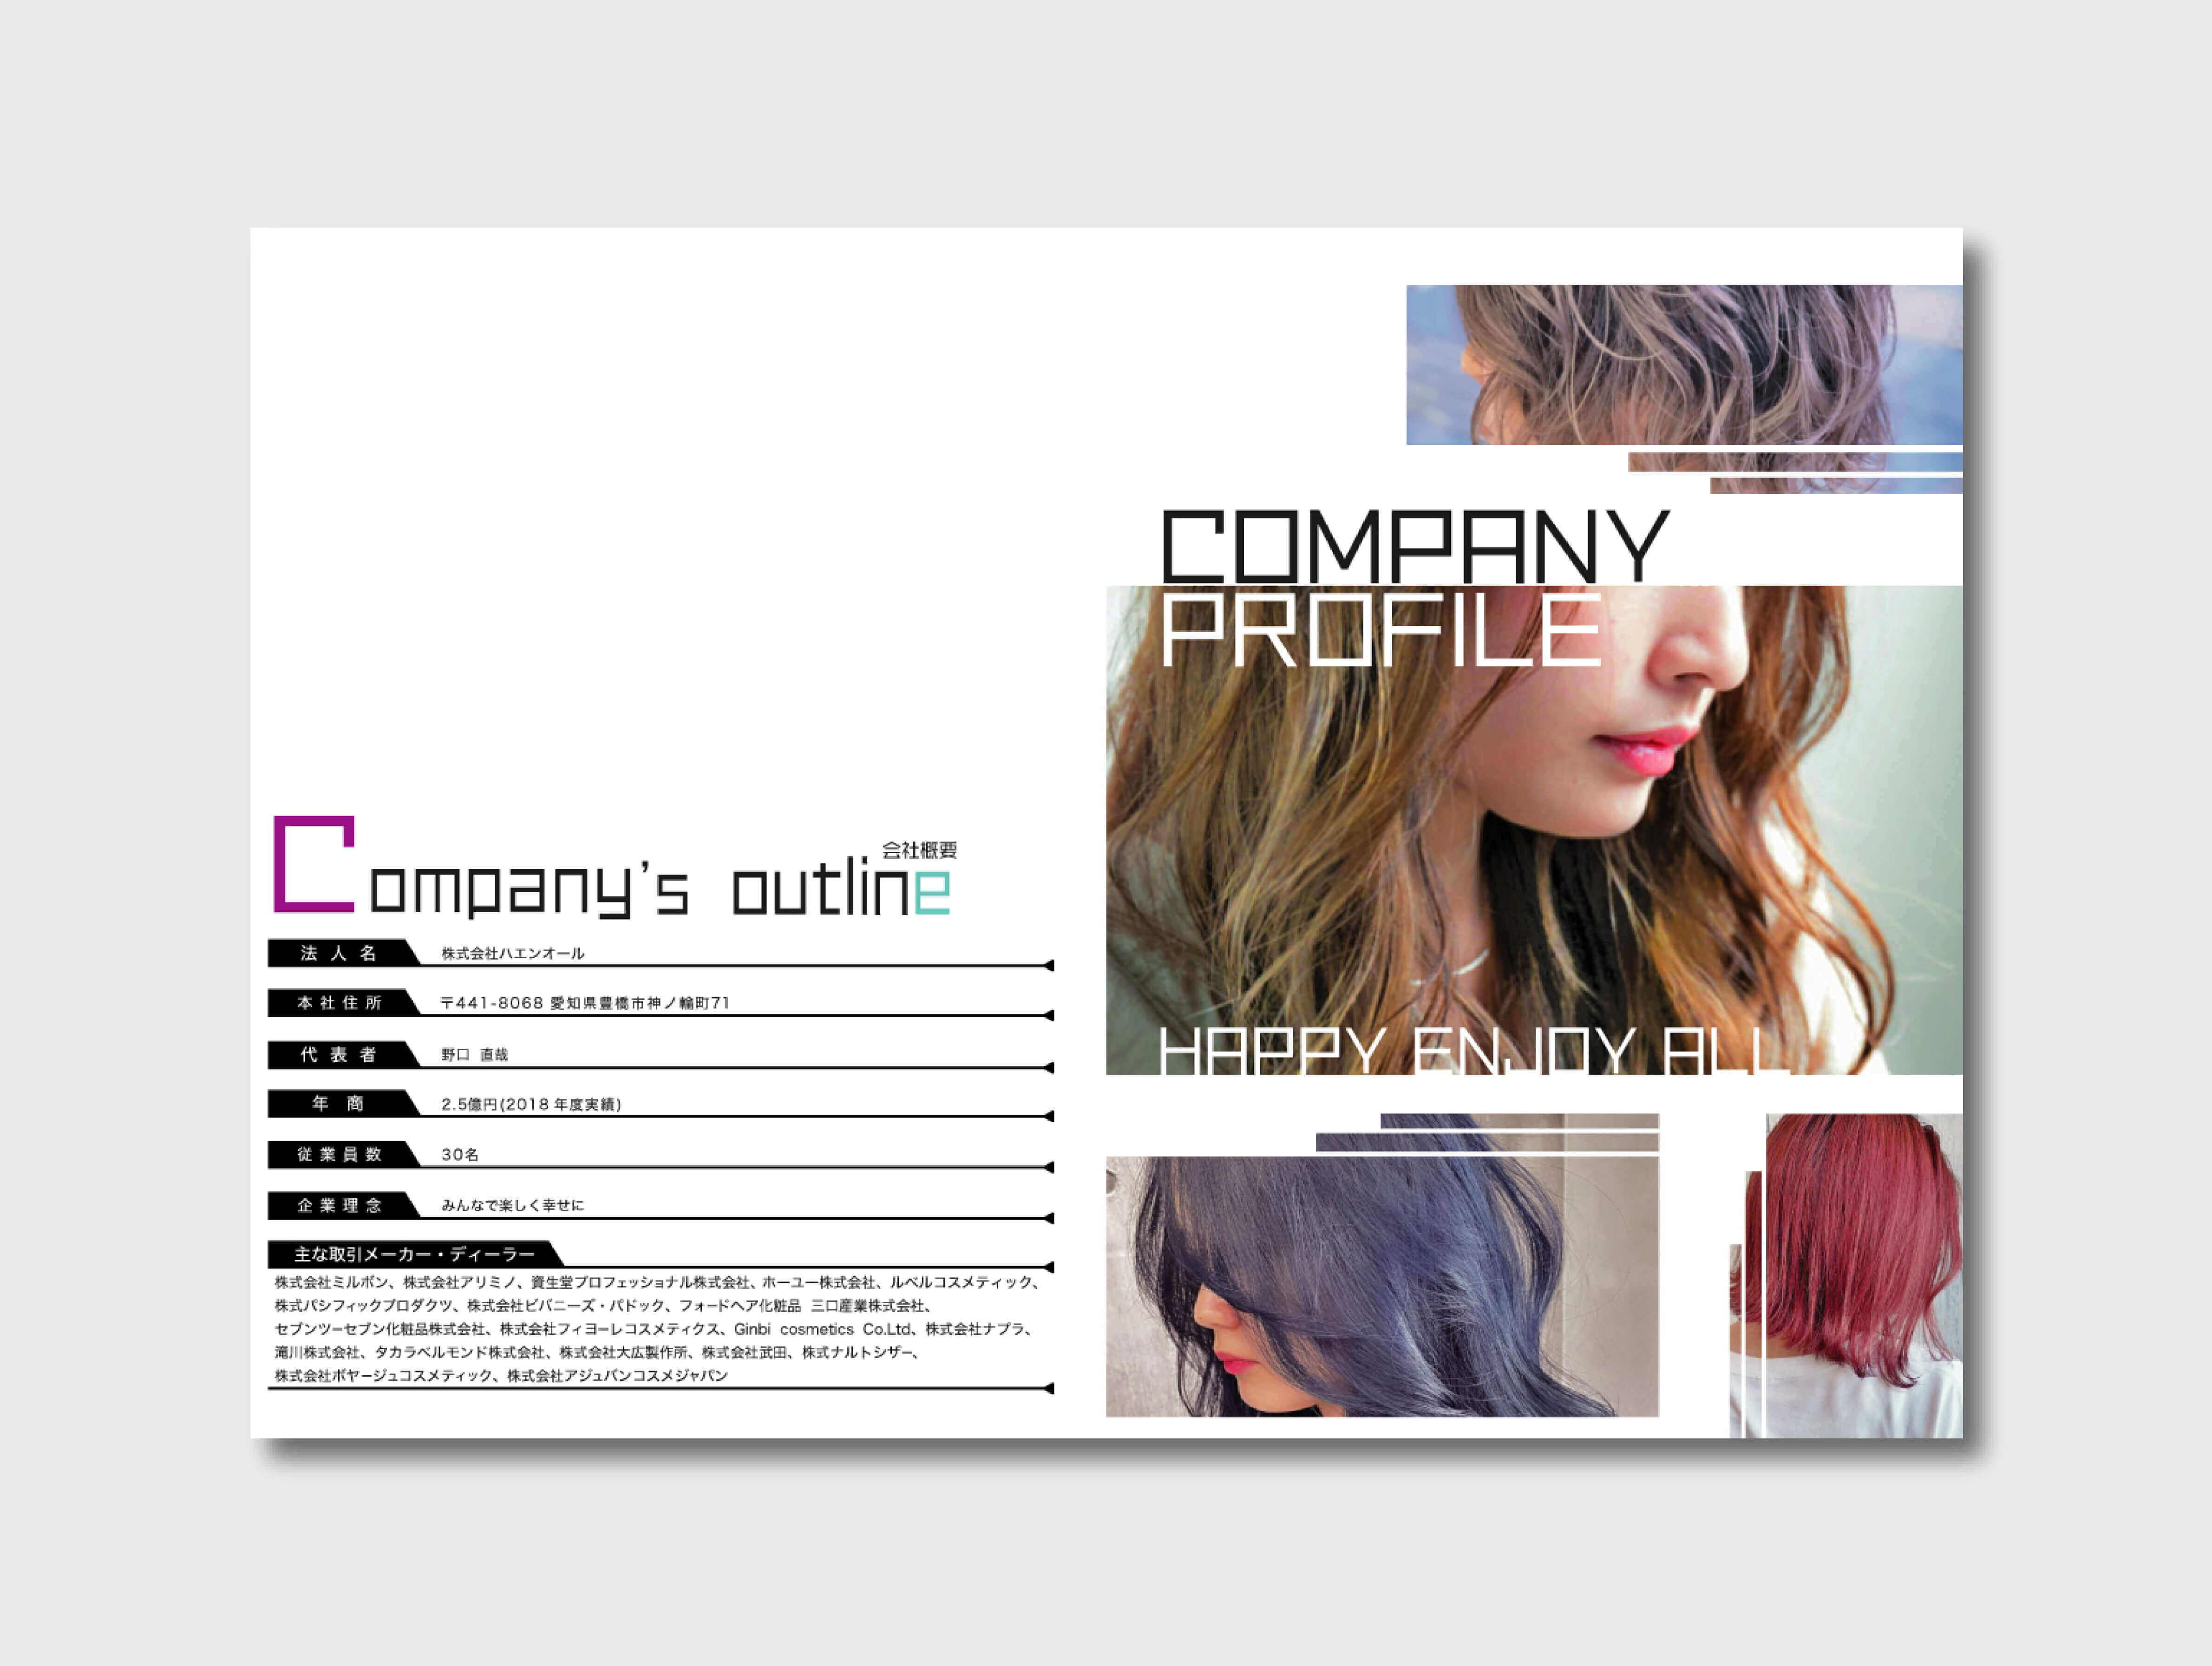 会社概要
Company's outline
法人名 株式会社ハエンオール
本社住所 〒441-8068 愛知県豊橋市神ノ輪町71
代表者 野口 直哉
年商 2.5億円(2018年度実績)
従業員数 30名
企業理念 みんなで楽しく幸せに
主な取引メーカー・ディーラー
株式会社ミルボン、株式会社アリミノ、資生堂プロフェッショナル株式会社、ホーユー株式会社、ルベルコスメティック、
株式パシフィックプロダクツ、株式会社ビバニーズ・パドック、フォードヘア化粧品 三口産業株式会社、
セブンツーセブン化粧品株式会社、株式会社フィヨーレコスメティクス、Ginbi cosmetics Co.Ltd、株式会社ナプラ、
滝川株式会社、タカラベルモンド株式会社、株式会社大広製作所、株式会社武田、株式ナルトシザー、
株式会社ボヤージュコスメティック、株式会社アジュバンコスメジャパン
COMPANY
PROFILE
HAPPY ENJOY ALL